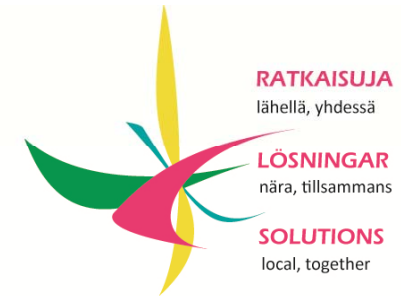 RATKAISUJA
lähellä, yhdessä
LÖSNINGAR
nära, tillsammans
SOLUTIONS
local, together